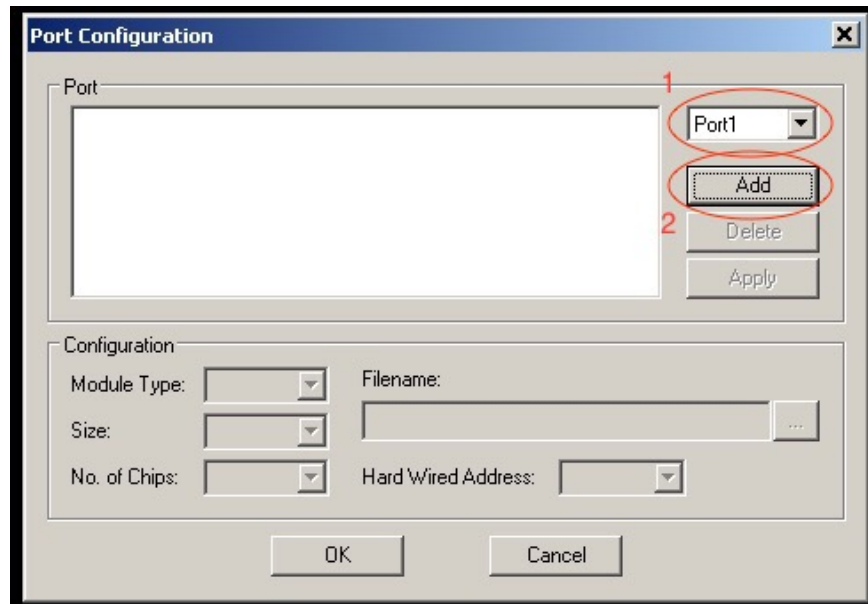 Port Configuration
Port
1
Port1
Add
2
Delete
Apply
Configuration
Module Type:
Filename:
Size:
...
No. of Chips:
Hard Wired Address:
OK
Cancel